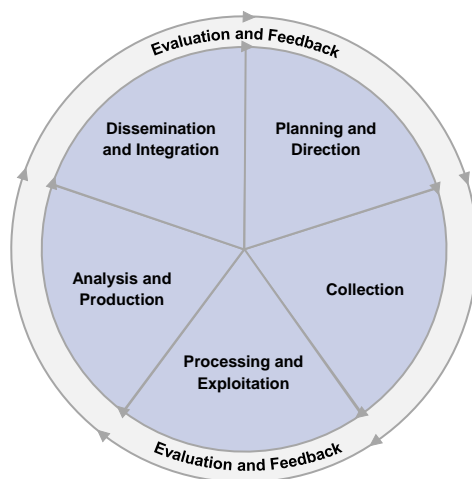 Evaluation and Feedback
Dissemination
and Integration
Planning and
Direction
Analysis and
Production
Collection
Processing and
Exploitation
Evaluation and Feedback